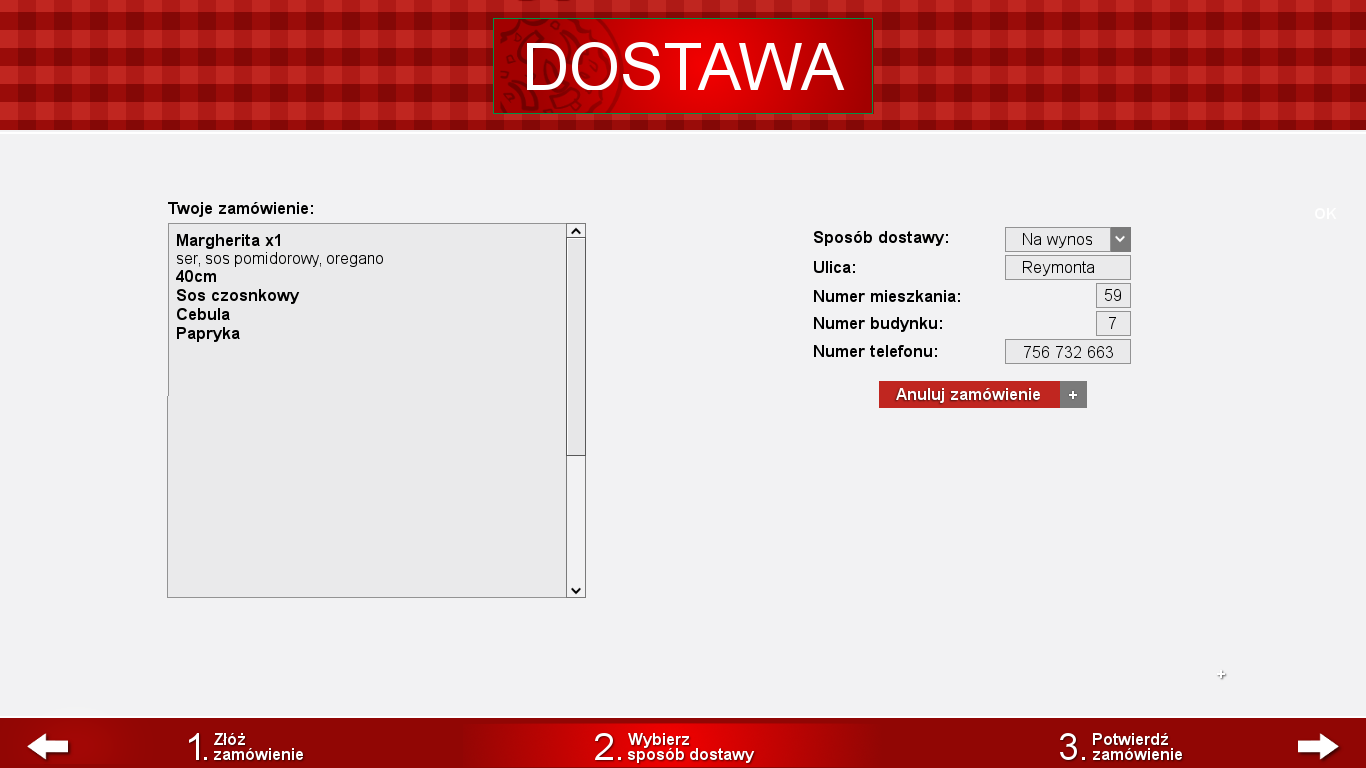 DOSTAWA
Twoje zamówienie:
Margherita x1
ser, sos pomidorowy, oregano
40cm
Sos czosnkowy
Cebula
Papryka
OK
Sposób dostawy: Na wynos
Ulica: Reymonta
Numer mieszkania: 59
Numer budynku: 7
Numer telefonu: 756 732 663
Anuluj zamówienie +
+
1. Złóż
zamówienie
2. Wybierz
sposób dostawy
3. Potwierdź
zamówienie